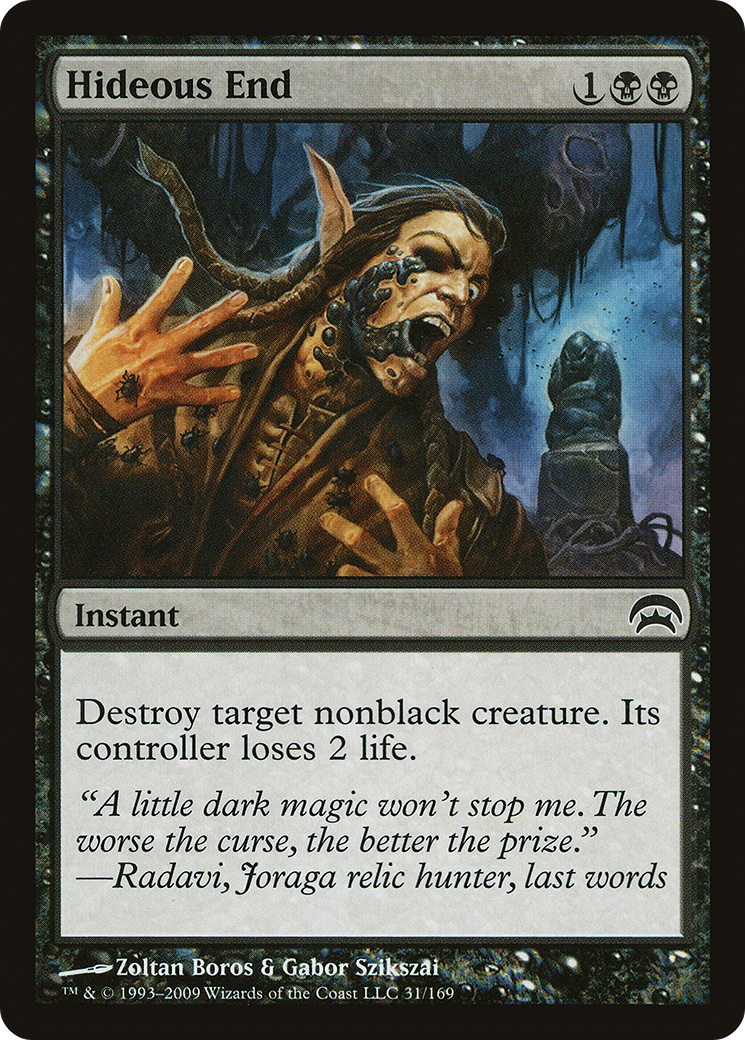 Hideous End 1
Instant
Destroy target nonblack creature. Its
controller loses 2 life.
“A little dark magic won’t stop me. The
worse the curse, the better the prize.”
—Radavi, Joraga relic hunter, last words
Zoltan Boros & Gabor Szikszai
™ & © 1993–2009 Wizards of the Coast LLC 31/169